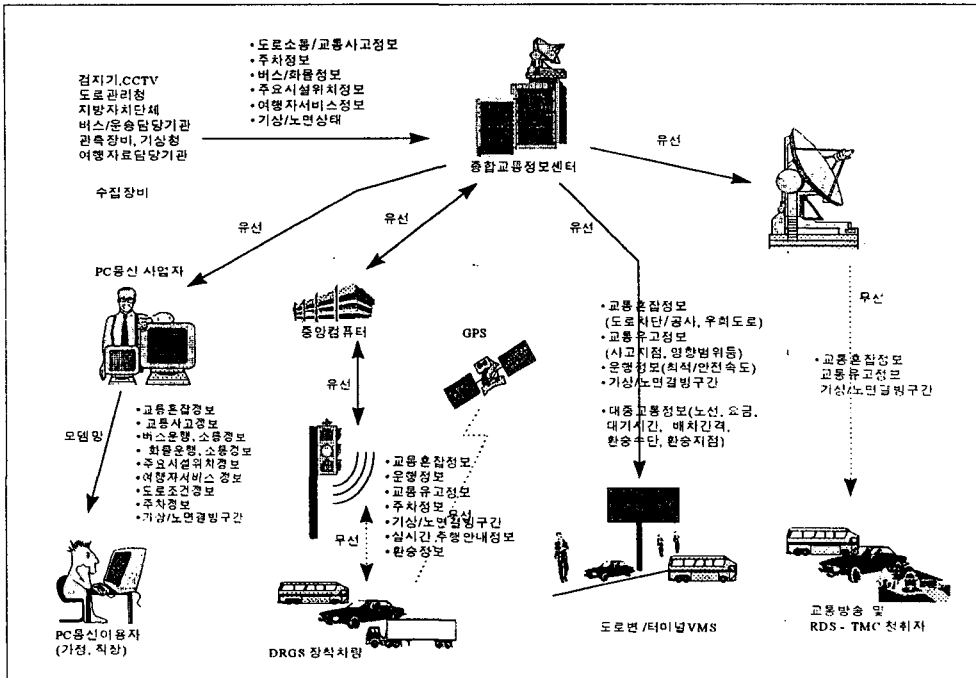 검지기,CCTV
도로관리청
지방자치단체
버스/운송담당기관
관측장비, 기상청
여행자료담당기관
수집장비
• 도로소통/교통사고정보
• 주차정보
• 버스/화물정보
• 주요시설위치정보
• 여행자서비스정보
• 기상/노면상태
종합교통정보센터
유선
유선
유선
유선
PC통신 사업자
중앙컴퓨터
GPS
무선
유선
모뎀망
• 교통혼잡정보
• 교통사고정보
• 버스운행, 소통정보
• 화물운행, 소통정보
• 주요시설위치정보
• 여행자서비스 정보
• 도로조건정보
• 주차정보
• 기상/노면결빙구간
• 교통혼잡정보
• 운행정보
• 교통유고정보
• 주차정보
• 기상/노면결빙구간
• 실시간 주행안내정보
• 환승정보
무선
무선
• 교통혼잡정보
(도로차단/공사, 우회도로)
• 교통유고정보
(사고지점, 영향범위등)
• 운행정보(최적/안전속도)
• 기상/노면결빙구간
• 대중교통정보(노선, 요금,
대기시간, 배차간격,
환승수단, 환승지점)
• 교통혼잡정보
교통유고정보
기상/노면결빙구간
PC통신이용자
(가정, 직장)
DRGS 장착차량
도로변 /터미널VMS
교통방송 및
RDS - TMC 청취자